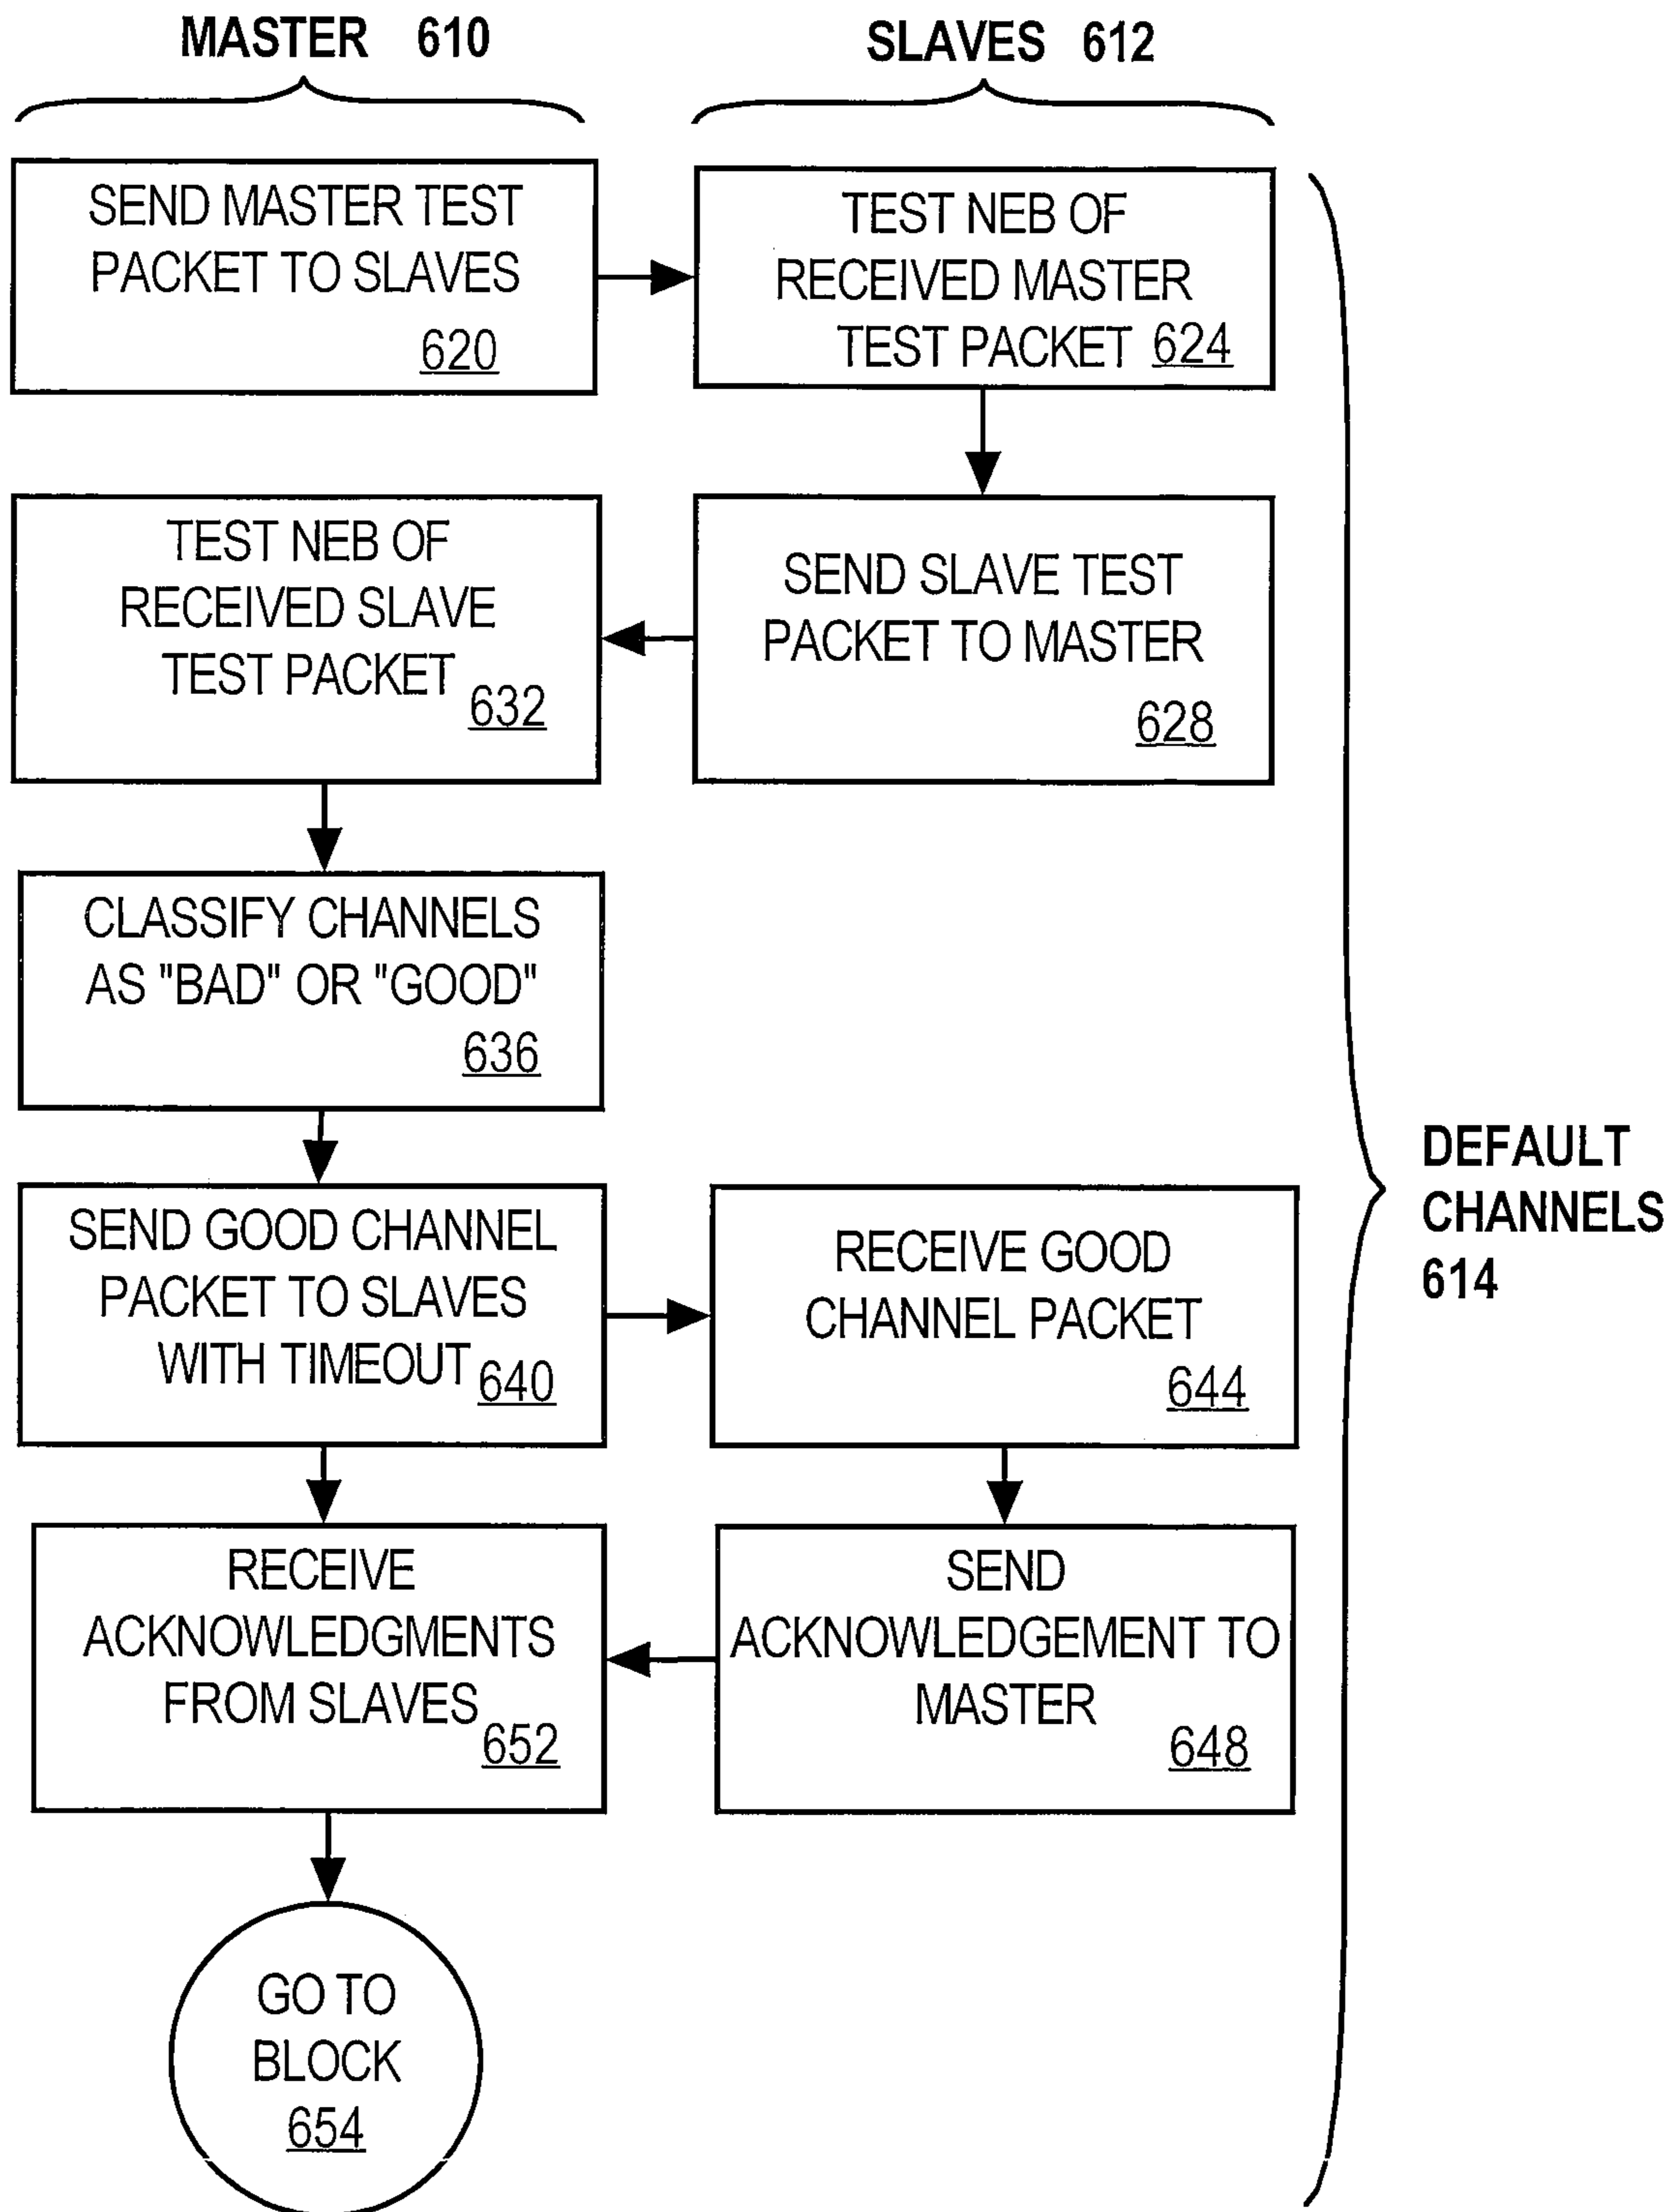 MASTER 610
SLAVES 612
SEND MASTER TEST
PACKET TO SLAVES
620
TEST NEB OF
RECEIVED MASTER
TEST PACKET 624
TEST NEB OF
RECEIVED SLAVE
TEST PACKET
632
SEND SLAVE TEST
PACKET TO MASTER
628
CLASSIFY CHANNELS
AS "BAD" OR "GOOD"
636
DEFAULT
CHANNELS
614
SEND GOOD CHANNEL
PACKET TO SLAVES
WITH TIMEOUT 640
RECEIVE GOOD
CHANNEL PACKET
644
RECEIVE
ACKNOWLEDGMENTS
FROM SLAVES
652
SEND
ACKNOWLEDGEMENT TO
MASTER
648
GO TO
BLOCK
654